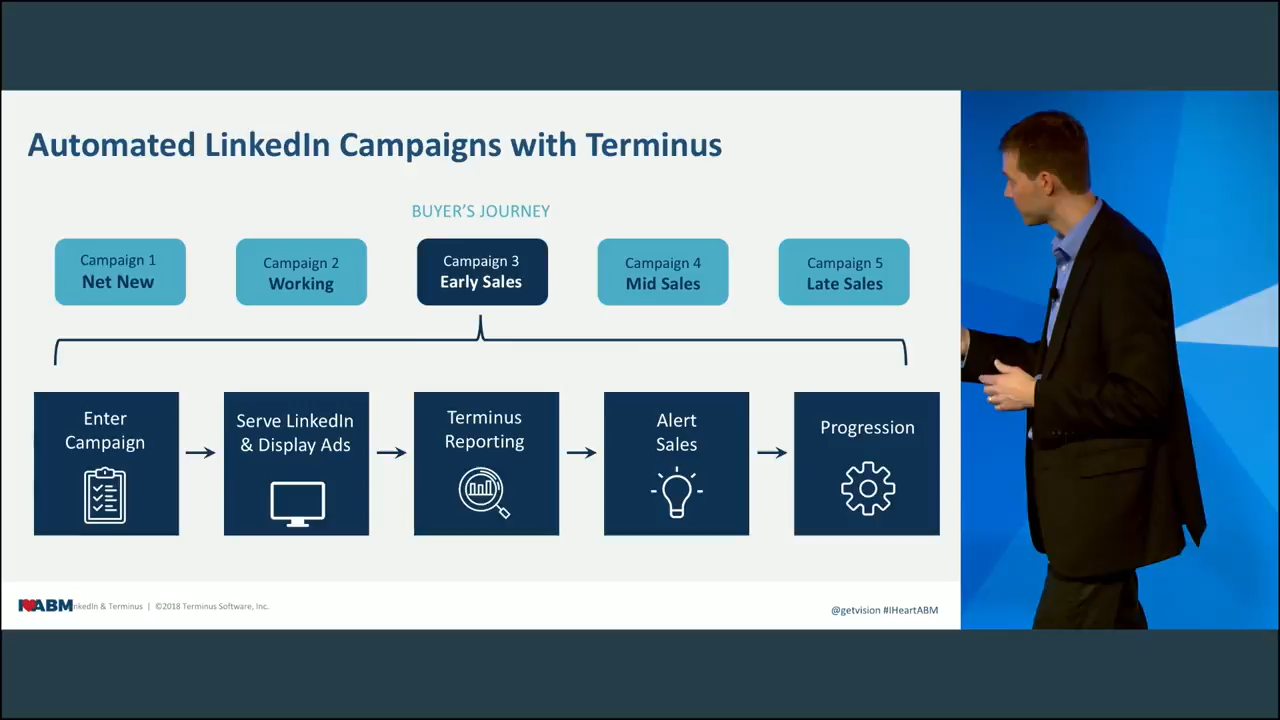 Automated LinkedIn Campaigns with Terminus
BUYER'S JOURNEY
Campaign 1
Net New
Campaign 2
Working
Campaign 3
Early Sales
Campaign 4
Mid Sales
Campaign 5
Late Sales
Enter
Campaign
Serve LinkedIn
& Display Ads
Terminus
Reporting
Alert
Sales
Progression
I ABM
nkedIn & Terminus | ©2018 Terminus Software, Inc.
@getvision #IHeartABM